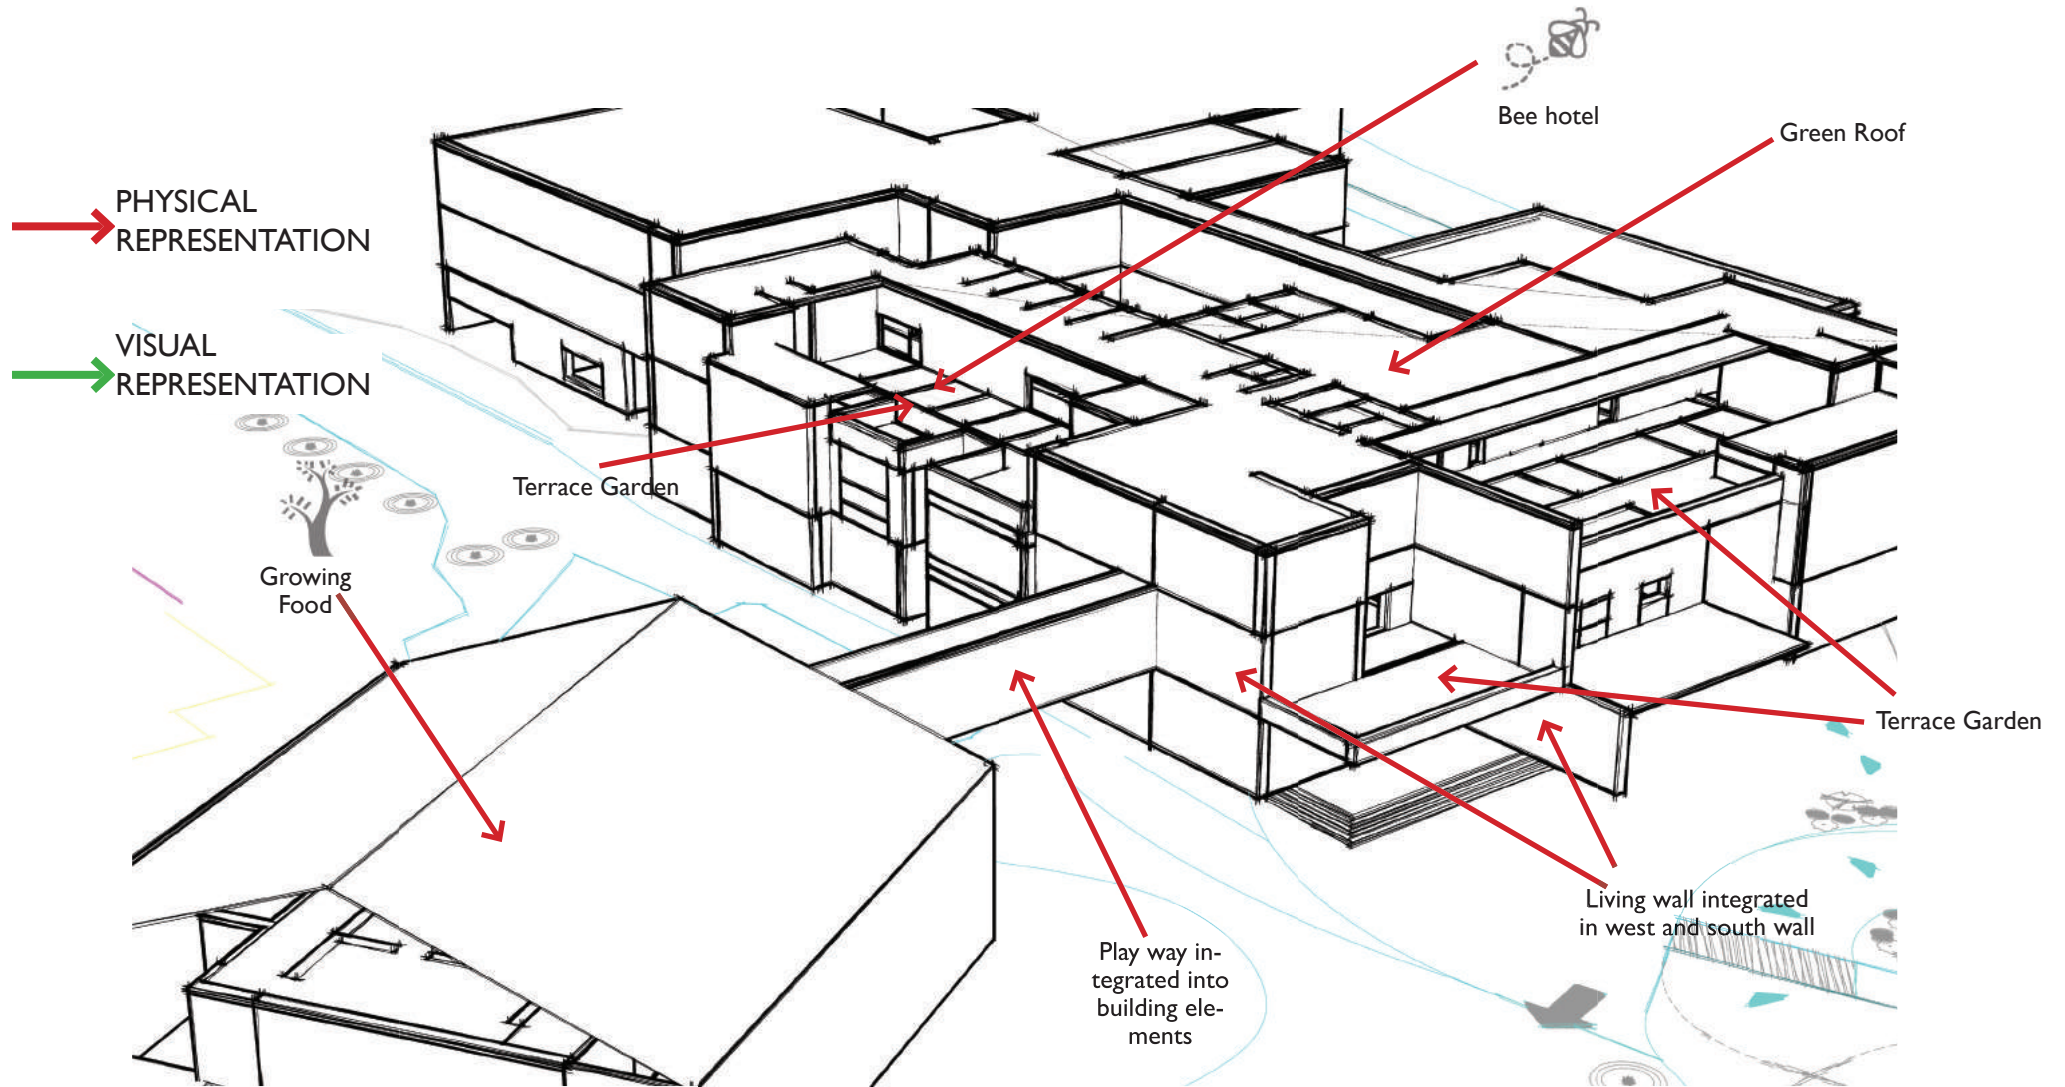 Bee hotel
Green Roof
PHYSICAL
REPRESENTATION
VISUAL
REPRESENTATION
Terrace Garden
Growing
Food
Terrace Garden
Living wall integrated
in west and south wall
Play way in-
tegrated into
building ele-
ments